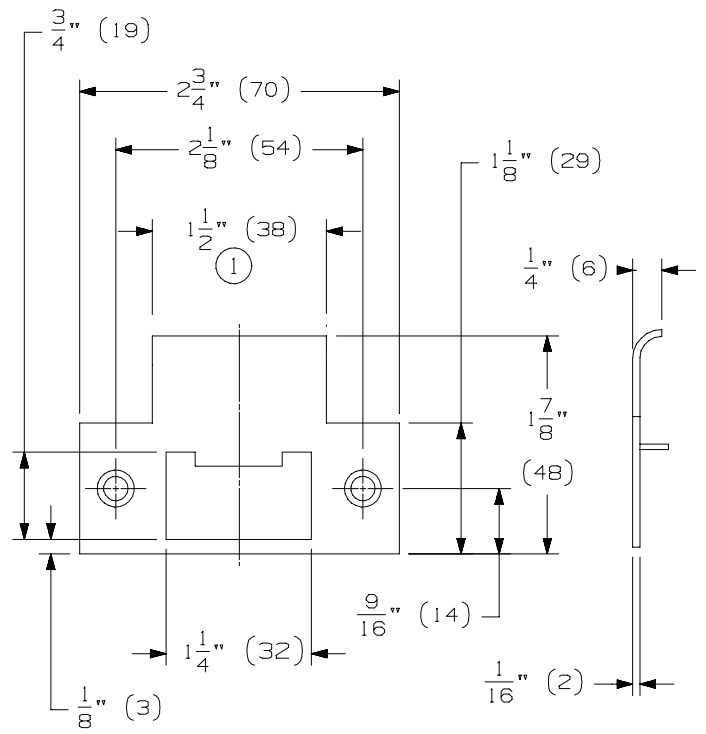 3/4" (19)
2 3/4" (70)
2 1/8" (54)
1 1/8" (29)
1 1/2" (38)
1
1/4" (6)
1 7/8"
(48)
9/16" (14)
1 1/4" (32)
1/16" (2)
1/8" (3)